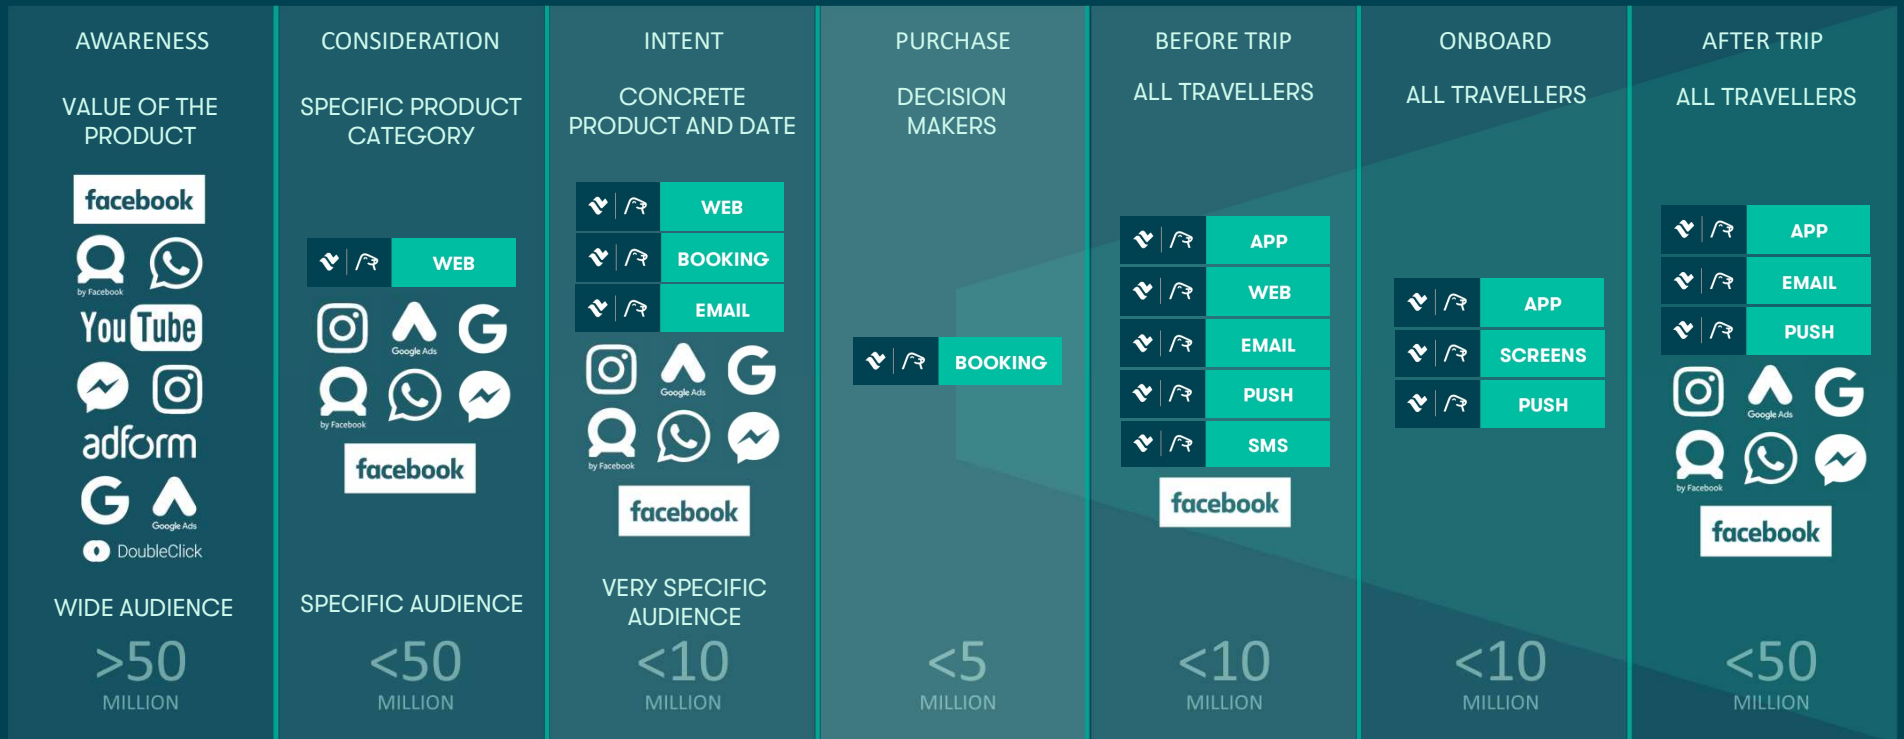 AWARENESS
VALUE OF THE
PRODUCT
facebook
by Facebook
YouTube
adform
G
Google Ads
DoubleClick
WIDE AUDIENCE
>50
MILLION
CONSIDERATION
SPECIFIC PRODUCT
CATEGORY
WEB
Google Ads
G
by Facebook
facebook
SPECIFIC AUDIENCE
<50
MILLION
INTENT
CONCRETE
PRODUCT AND DATE
WEB
BOOKING
EMAIL
Google Ads
G
by Facebook
facebook
VERY SPECIFIC
AUDIENCE
<10
MILLION
PURCHASE
DECISION
MAKERS
BOOKING
<5
MILLION
BEFORE TRIP
ALL TRAVELLERS
APP
WEB
EMAIL
PUSH
SMS
facebook
<10
MILLION
ONBOARD
ALL TRAVELLERS
APP
SCREENS
PUSH
<10
MILLION
AFTER TRIP
ALL TRAVELLERS
APP
EMAIL
PUSH
Google Ads
G
by Facebook
facebook
<50
MILLION